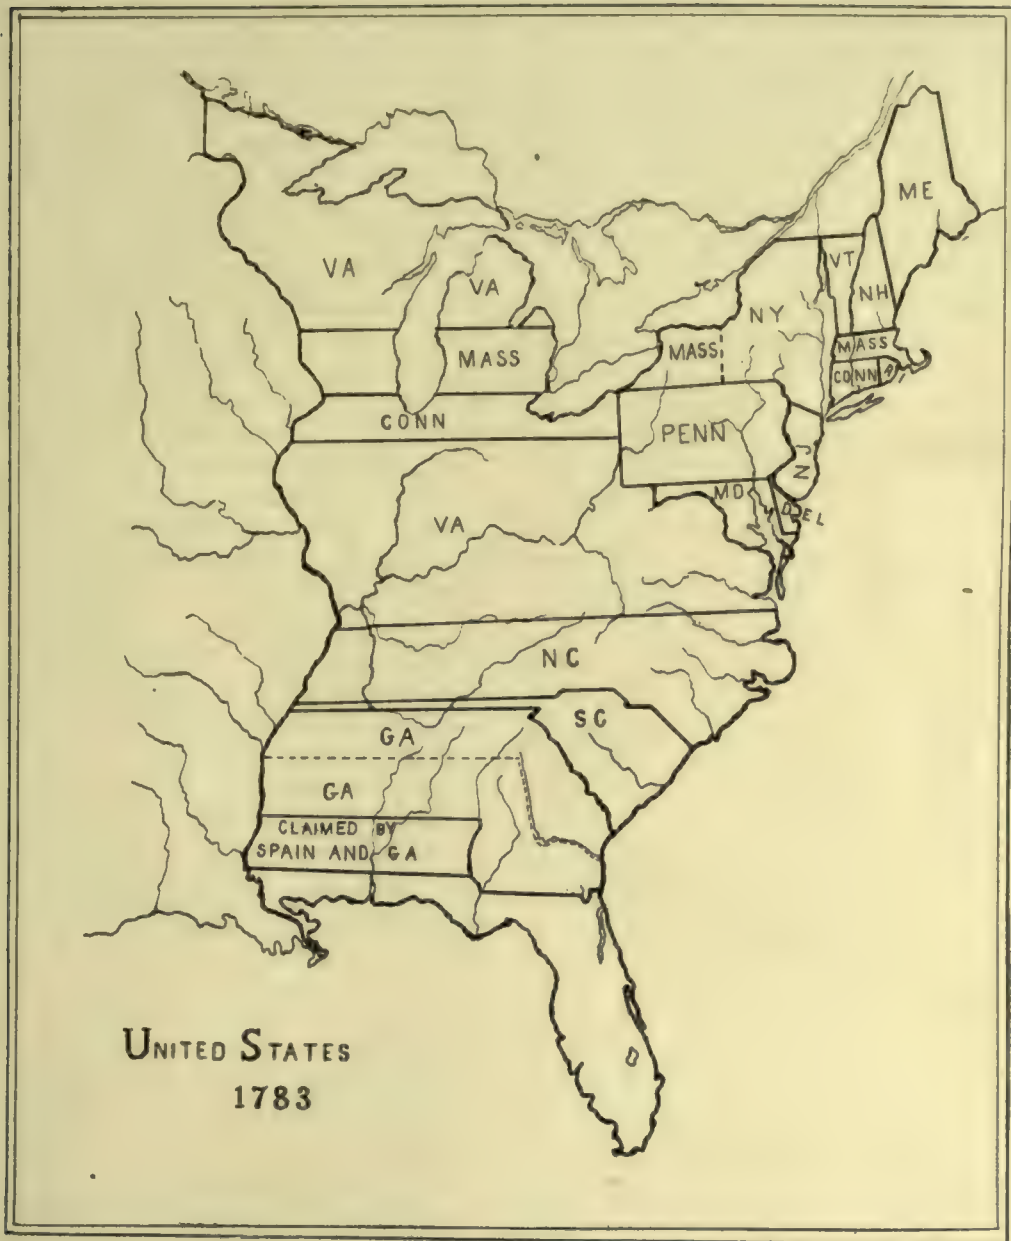 ME
VA
VT
VA
NH
NY
MASS
MASS
MASS
CONN
R I
CONN
PENN
N J
MD
DEL
VA
NC
SC
GA
GA
CLAIMED BY
SPAIN AND GA
UNITED STATES
1783